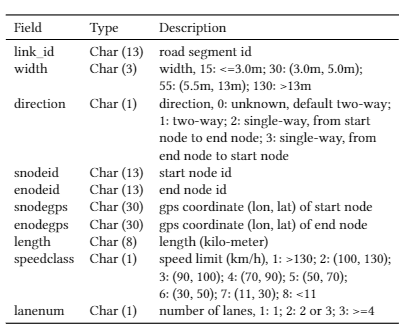 Field Type Description
link_id Char (13) road segment id
width Char (3) width, 15: <=3.0m; 30: (3.0m, 5.0m);
55: (5.5m, 13m); 130: >13m
direction Char (1) direction, 0: unknown, default two-way;
1: two-way; 2: single-way, from start
node to end node; 3: single-way, from
end node to start node
snodeid Char (13) start node id
enodeid Char (13) end node id
snodegps Char (30) gps coordinate (lon, lat) of start node
enodegps Char (30) gps coordinate (lon, lat) of end node
length Char (8) length (kilo-meter)
speedclass Char (1) speed limit (km/h), 1: >130; 2: (100, 130);
3: (90, 100); 4: (70, 90); 5: (50, 70);
6: (30, 50); 7: (11, 30); 8: <11
lanenum Char (1) number of lanes, 1: 1; 2: 2 or 3; 3: >=4